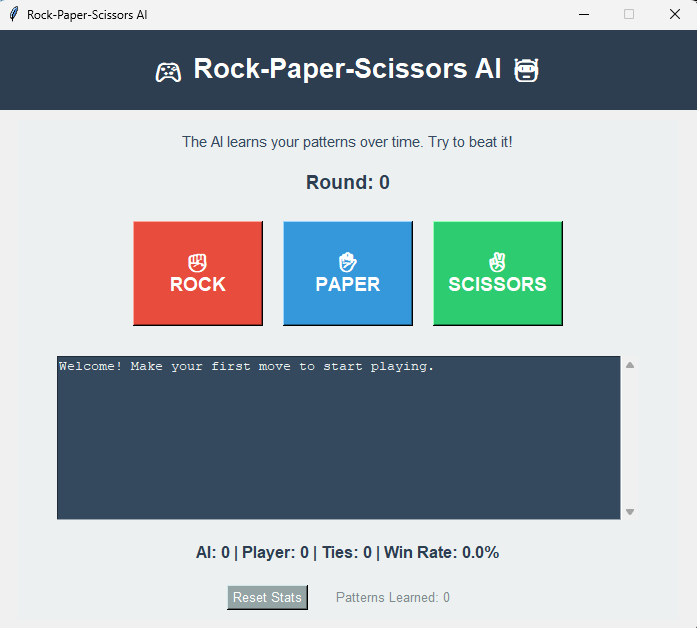 Rock-Paper-Scissors AI
🎮 Rock-Paper-Scissors AI 🤖
The AI learns your patterns over time. Try to beat it!
Round: 0
✊
ROCK
✋
PAPER
✌
SCISSORS
Welcome! Make your first move to start playing.
AI: 0 | Player: 0 | Ties: 0 | Win Rate: 0.0%
Reset Stats
Patterns Learned: 0